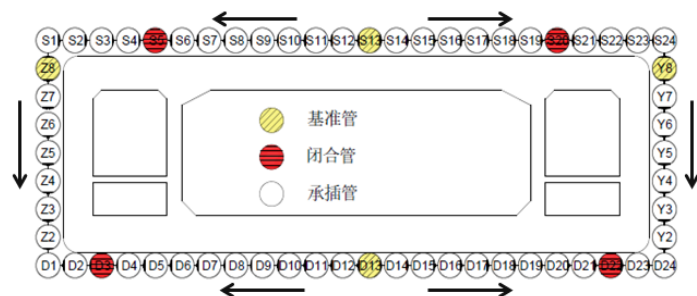 S1 S2 S3 S4 S5 S6 S7 S8 S9 S10 S11 S12 S13 S14 S15 S16 S17 S18 S19 S20 S21 S22 S23 S24
Z8 Y8
Z7 Y7
Z6 基准管 Y6
Z5 闭合管 Y5
Z4 承插管 Y4
Z3 Y3
Z2 Y2
D1 D2 D3 D4 D5 D6 D7 D8 D9 D10 D11 D12 D13 D14 D15 D16 D17 D18 D19 D20 D21 D22 D23 D24